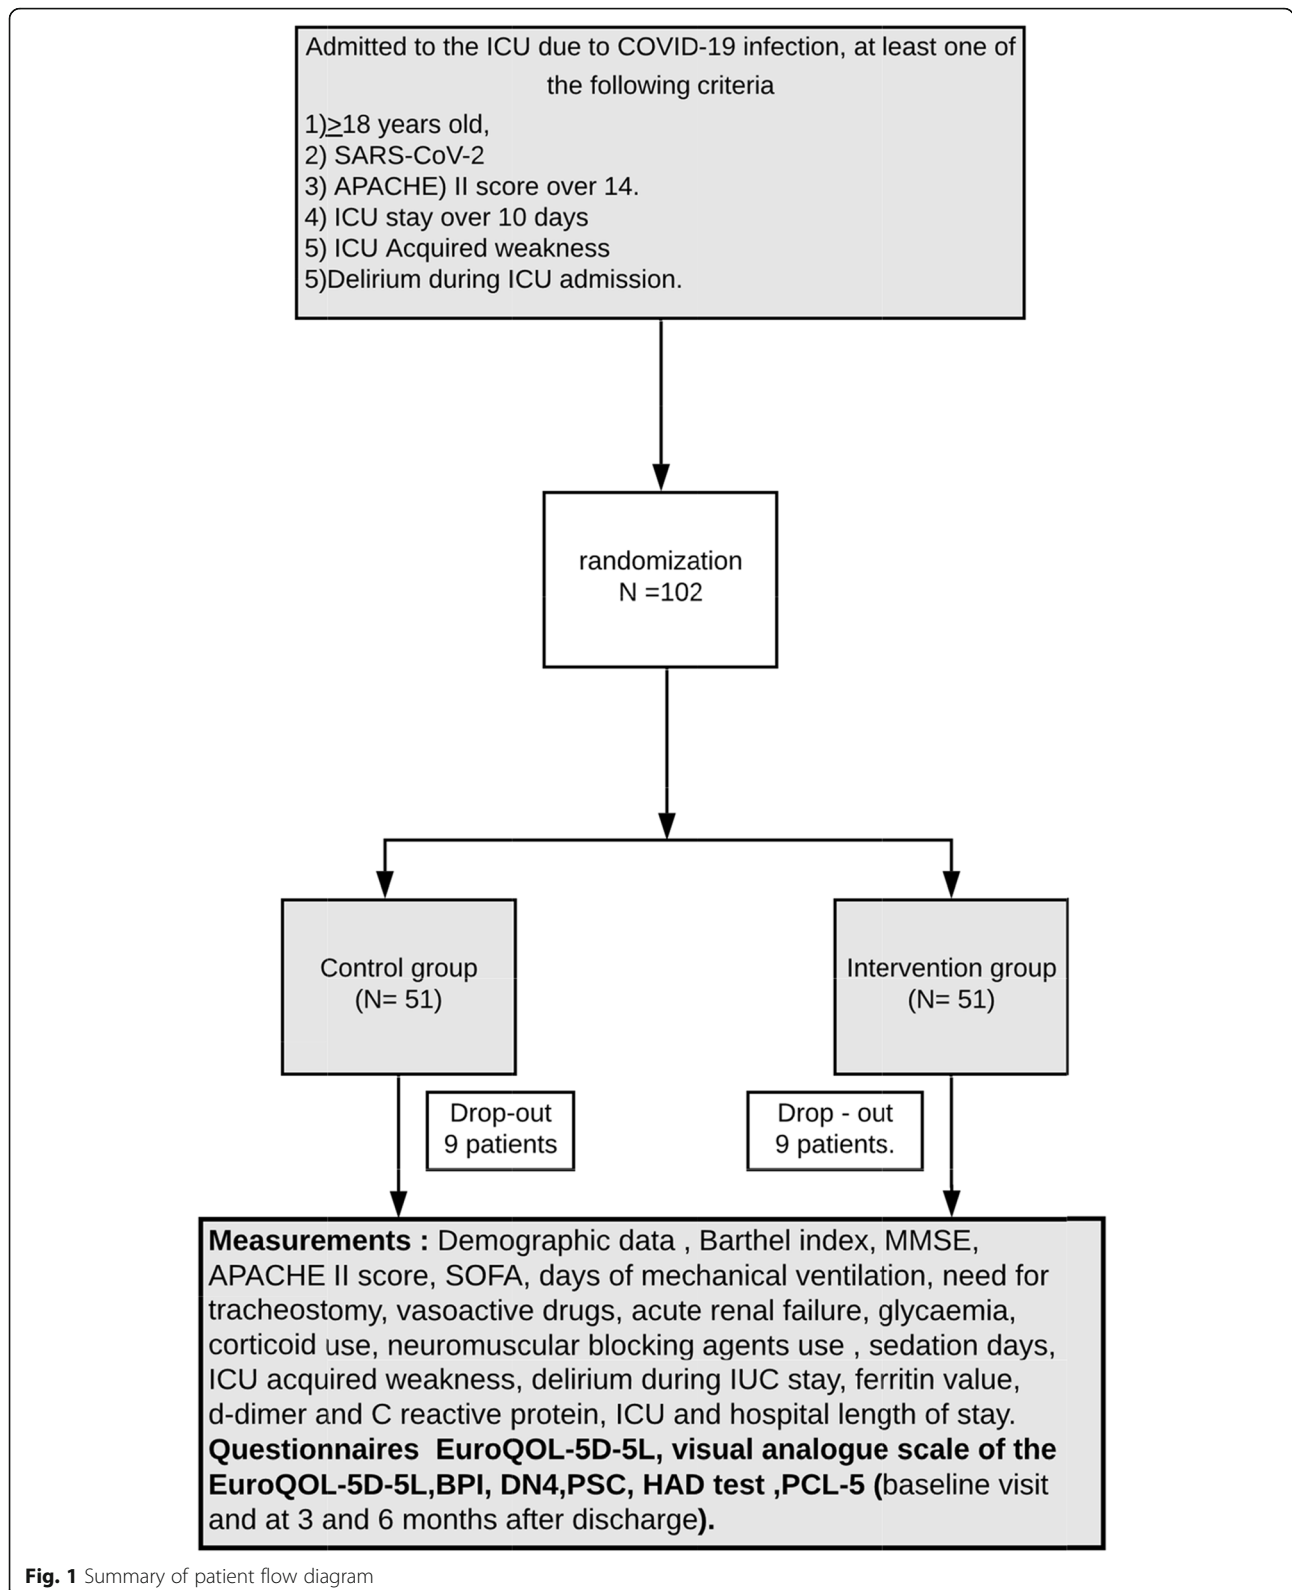 Admitted to the ICU due to COVID-19 infection, at least one of
the following criteria
1)≥18 years old,
2) SARS-CoV-2
3) APACHE) II score over 14.
4) ICU stay over 10 days
5) ICU Acquired weakness
5)Delirium during ICU admission.
randomization
N =102
Control group
(N= 51)
Intervention group
(N= 51)
Drop-out
9 patients
Drop - out
9 patients.
Measurements : Demographic data , Barthel index, MMSE,
APACHE II score, SOFA, days of mechanical ventilation, need for
tracheostomy, vasoactive drugs, acute renal failure, glycaemia,
corticoid use, neuromuscular blocking agents use , sedation days,
ICU acquired weakness, delirium during IUC stay, ferritin value,
d-dimer and C reactive protein, ICU and hospital length of stay.
Questionnaires  EuroQOL-5D-5L, visual analogue scale of the
EuroQOL-5D-5L,BPI, DN4,PSC, HAD test ,PCL-5 (baseline visit
and at 3 and 6 months after discharge).
Fig. 1 Summary of patient flow diagram